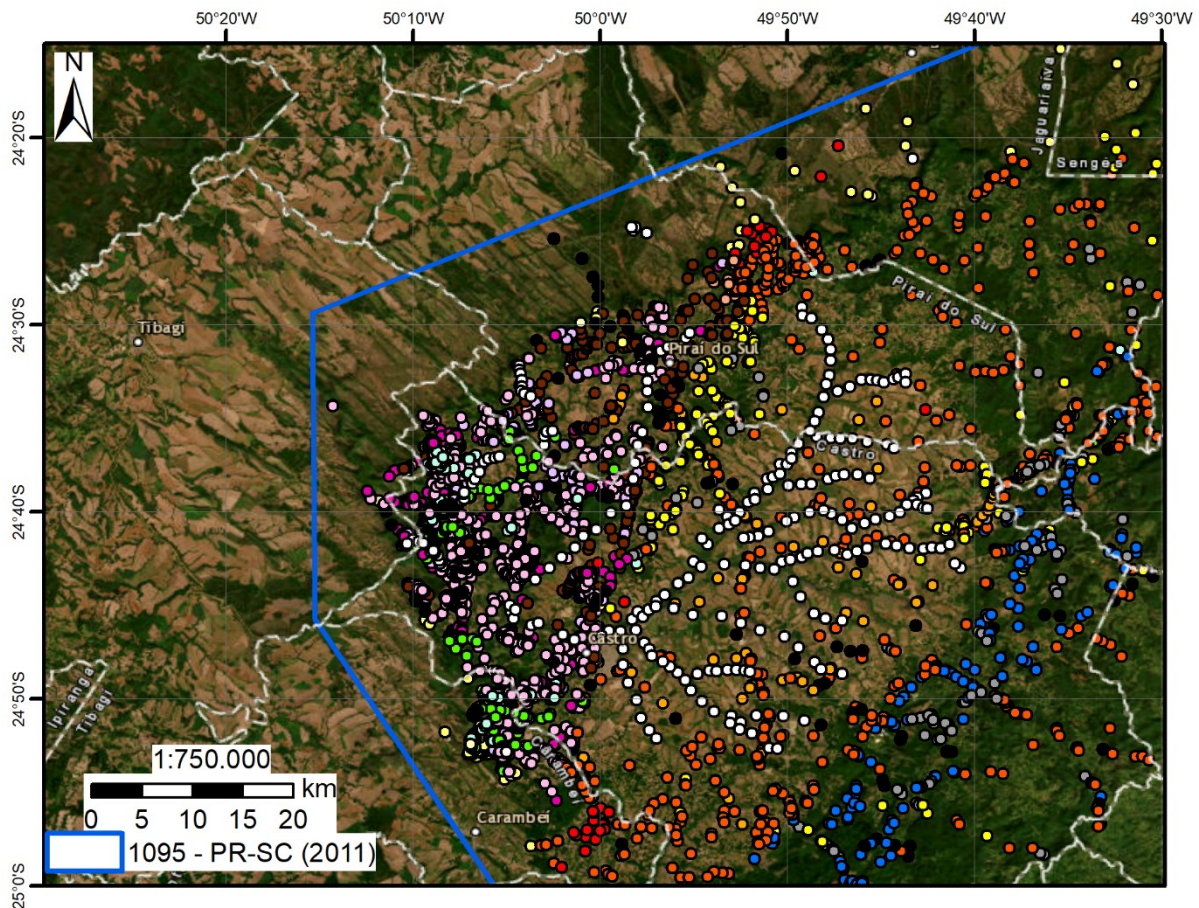 50°20'W 50°10'W 50°0'W 49°50'W 49°40'W 49°30'W
N
24°20'S
24°30'S
24°40'S
24°50'S
25°0'S
Jaguariaíva
Sengés
Piraí do Sul
Tibagi
Piraí do Sul
Castro
Castro
Ipiranga
Tibagi
Carambeí
Carambeí
1:750.000
km
0 5 10 15 20
1095 - PR-SC (2011)